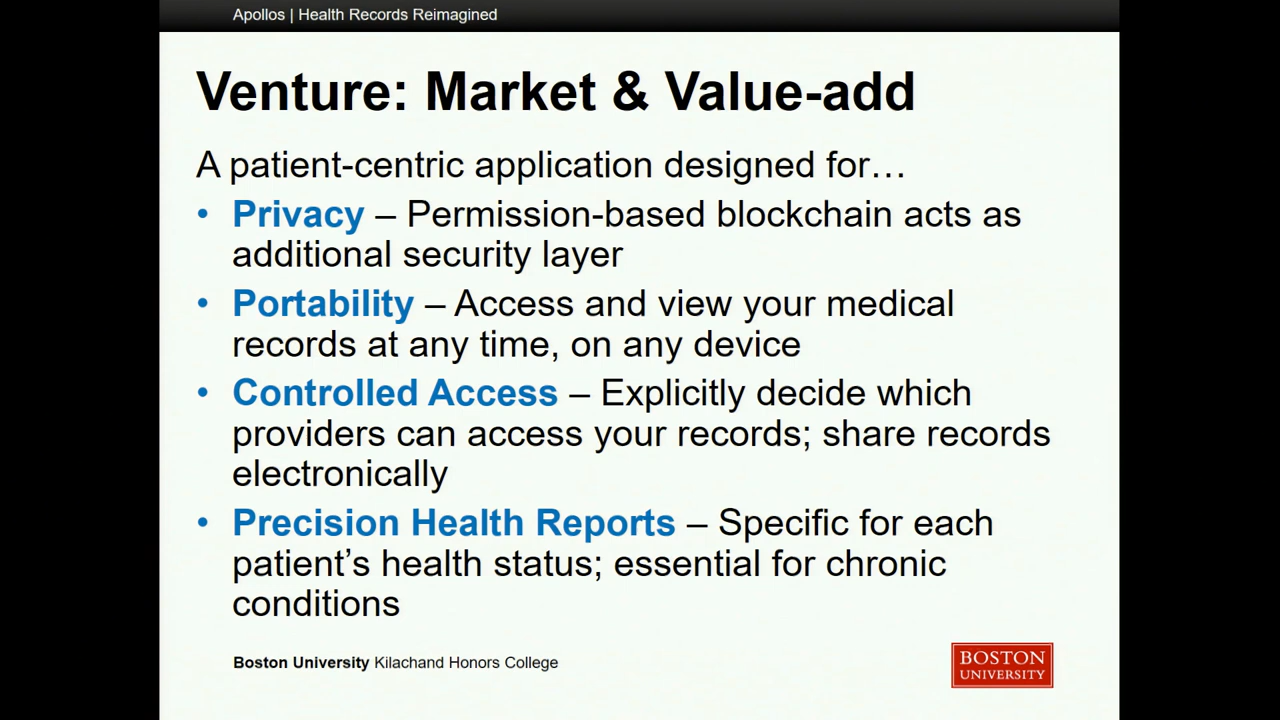 Apollos | Health Records Reimagined
Venture: Market & Value-add
A patient-centric application designed for…
• Privacy – Permission-based blockchain acts as
additional security layer
• Portability – Access and view your medical
records at any time, on any device
• Controlled Access – Explicitly decide which
providers can access your records; share records
electronically
• Precision Health Reports – Specific for each
patient’s health status; essential for chronic
conditions
Boston University Kilachand Honors College
BOSTON
UNIVERSITY